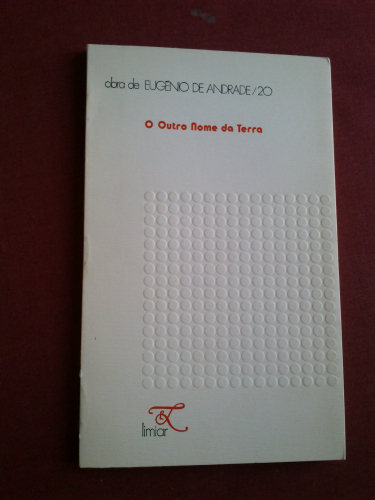 obra de EUGÉNIO DE ANDRADE/20
O Outro Nome da Terra
limiar